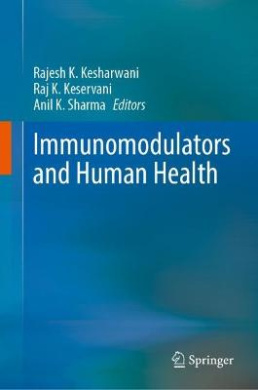 Rajesh K. Kesharwani
Raj K. Keservani
Anil K. Sharma Editors
Immunomodulators
and Human Health
Springer